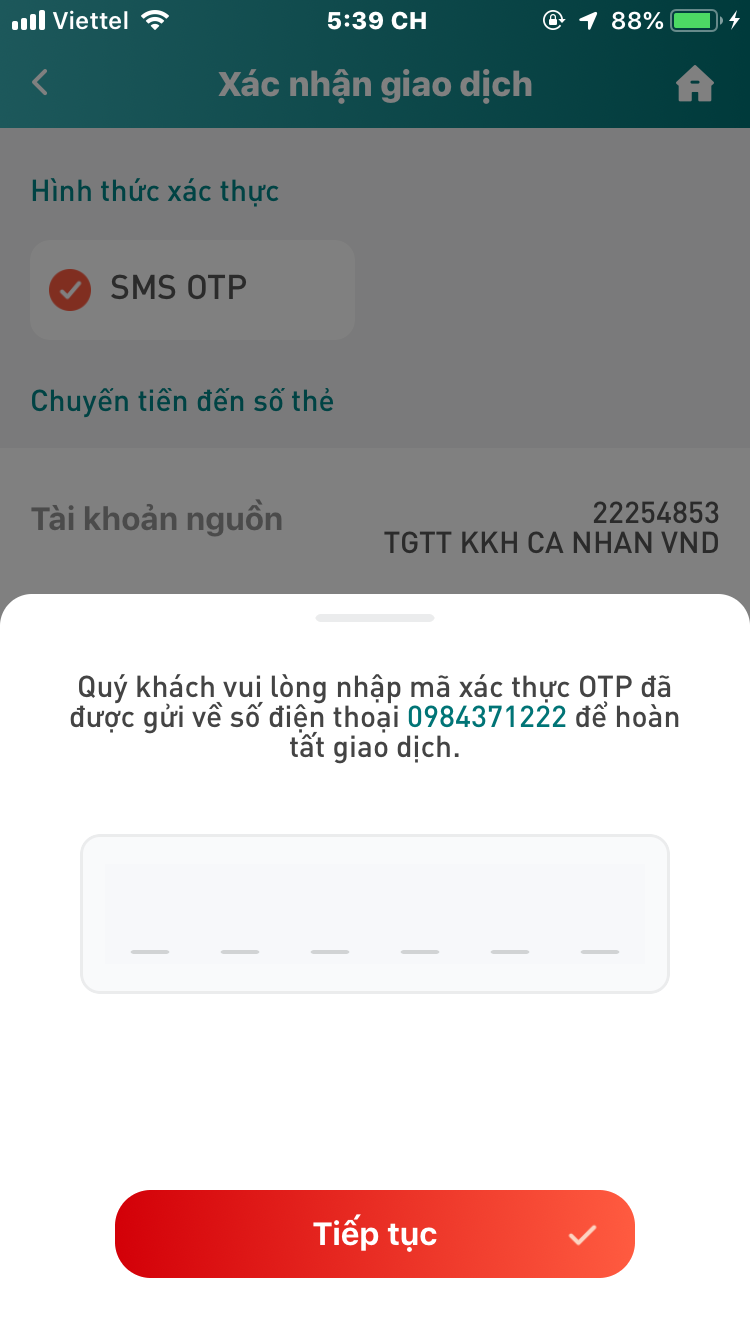 Viettel 5:39 CH 88%
Xác nhận giao dịch
Hình thức xác thực
SMS OTP
Chuyển tiền đến số thẻ
Tài khoản nguồn
22254853
TGTT KKH CA NHAN VND
Quý khách vui lòng nhập mã xác thực OTP đã
được gửi về số điện thoại 0984371222 để hoàn
tất giao dịch.
Tiếp tục